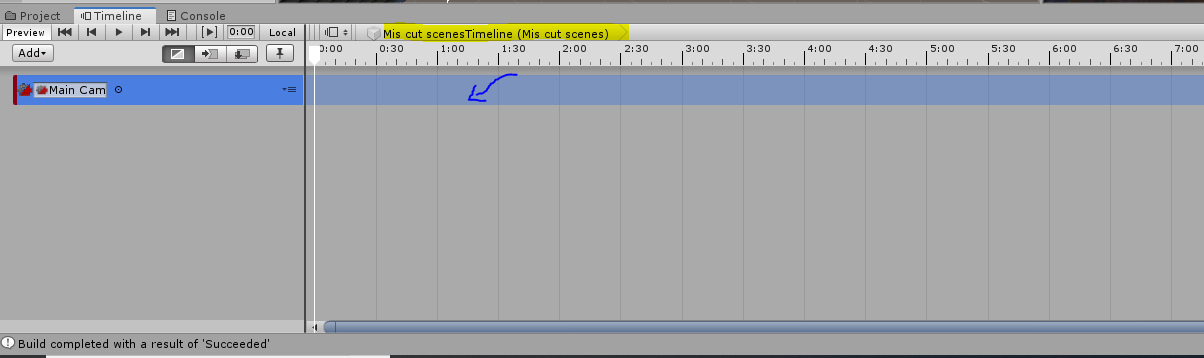 Project Timeline Console
Preview [▶] 0:00 Local Mis cut scenesTimeline (Mis cut scenes)
Add 0:00 0:30 1:00 1:30 2:00 2:30 3:00 3:30 4:00 4:30 5:00 5:30 6:00 6:30 7:00
Main Cam
Build completed with a result of 'Succeeded'